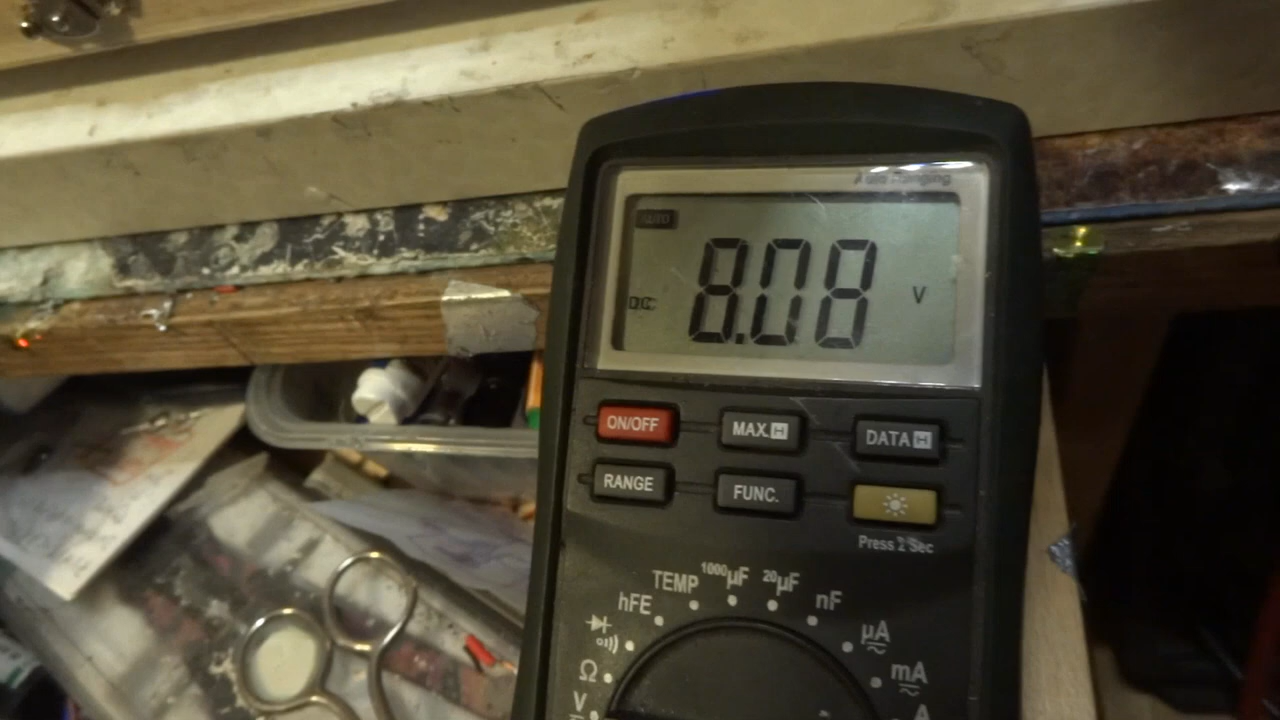 Auto Ranging
AUTO
DC 8.08 V
ON/OFF MAX.H DATA H
RANGE FUNC.
Press 2 Sec
1000µF 20µF
TEMP nF
hFE
µA
Ω mA
V A